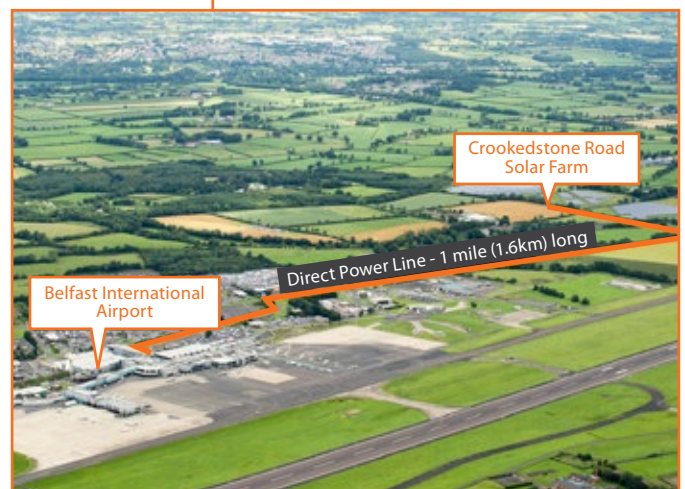 Crookedstone Road
Solar Farm
Direct Power Line - 1 mile (1.6km) long
Belfast International
Airport